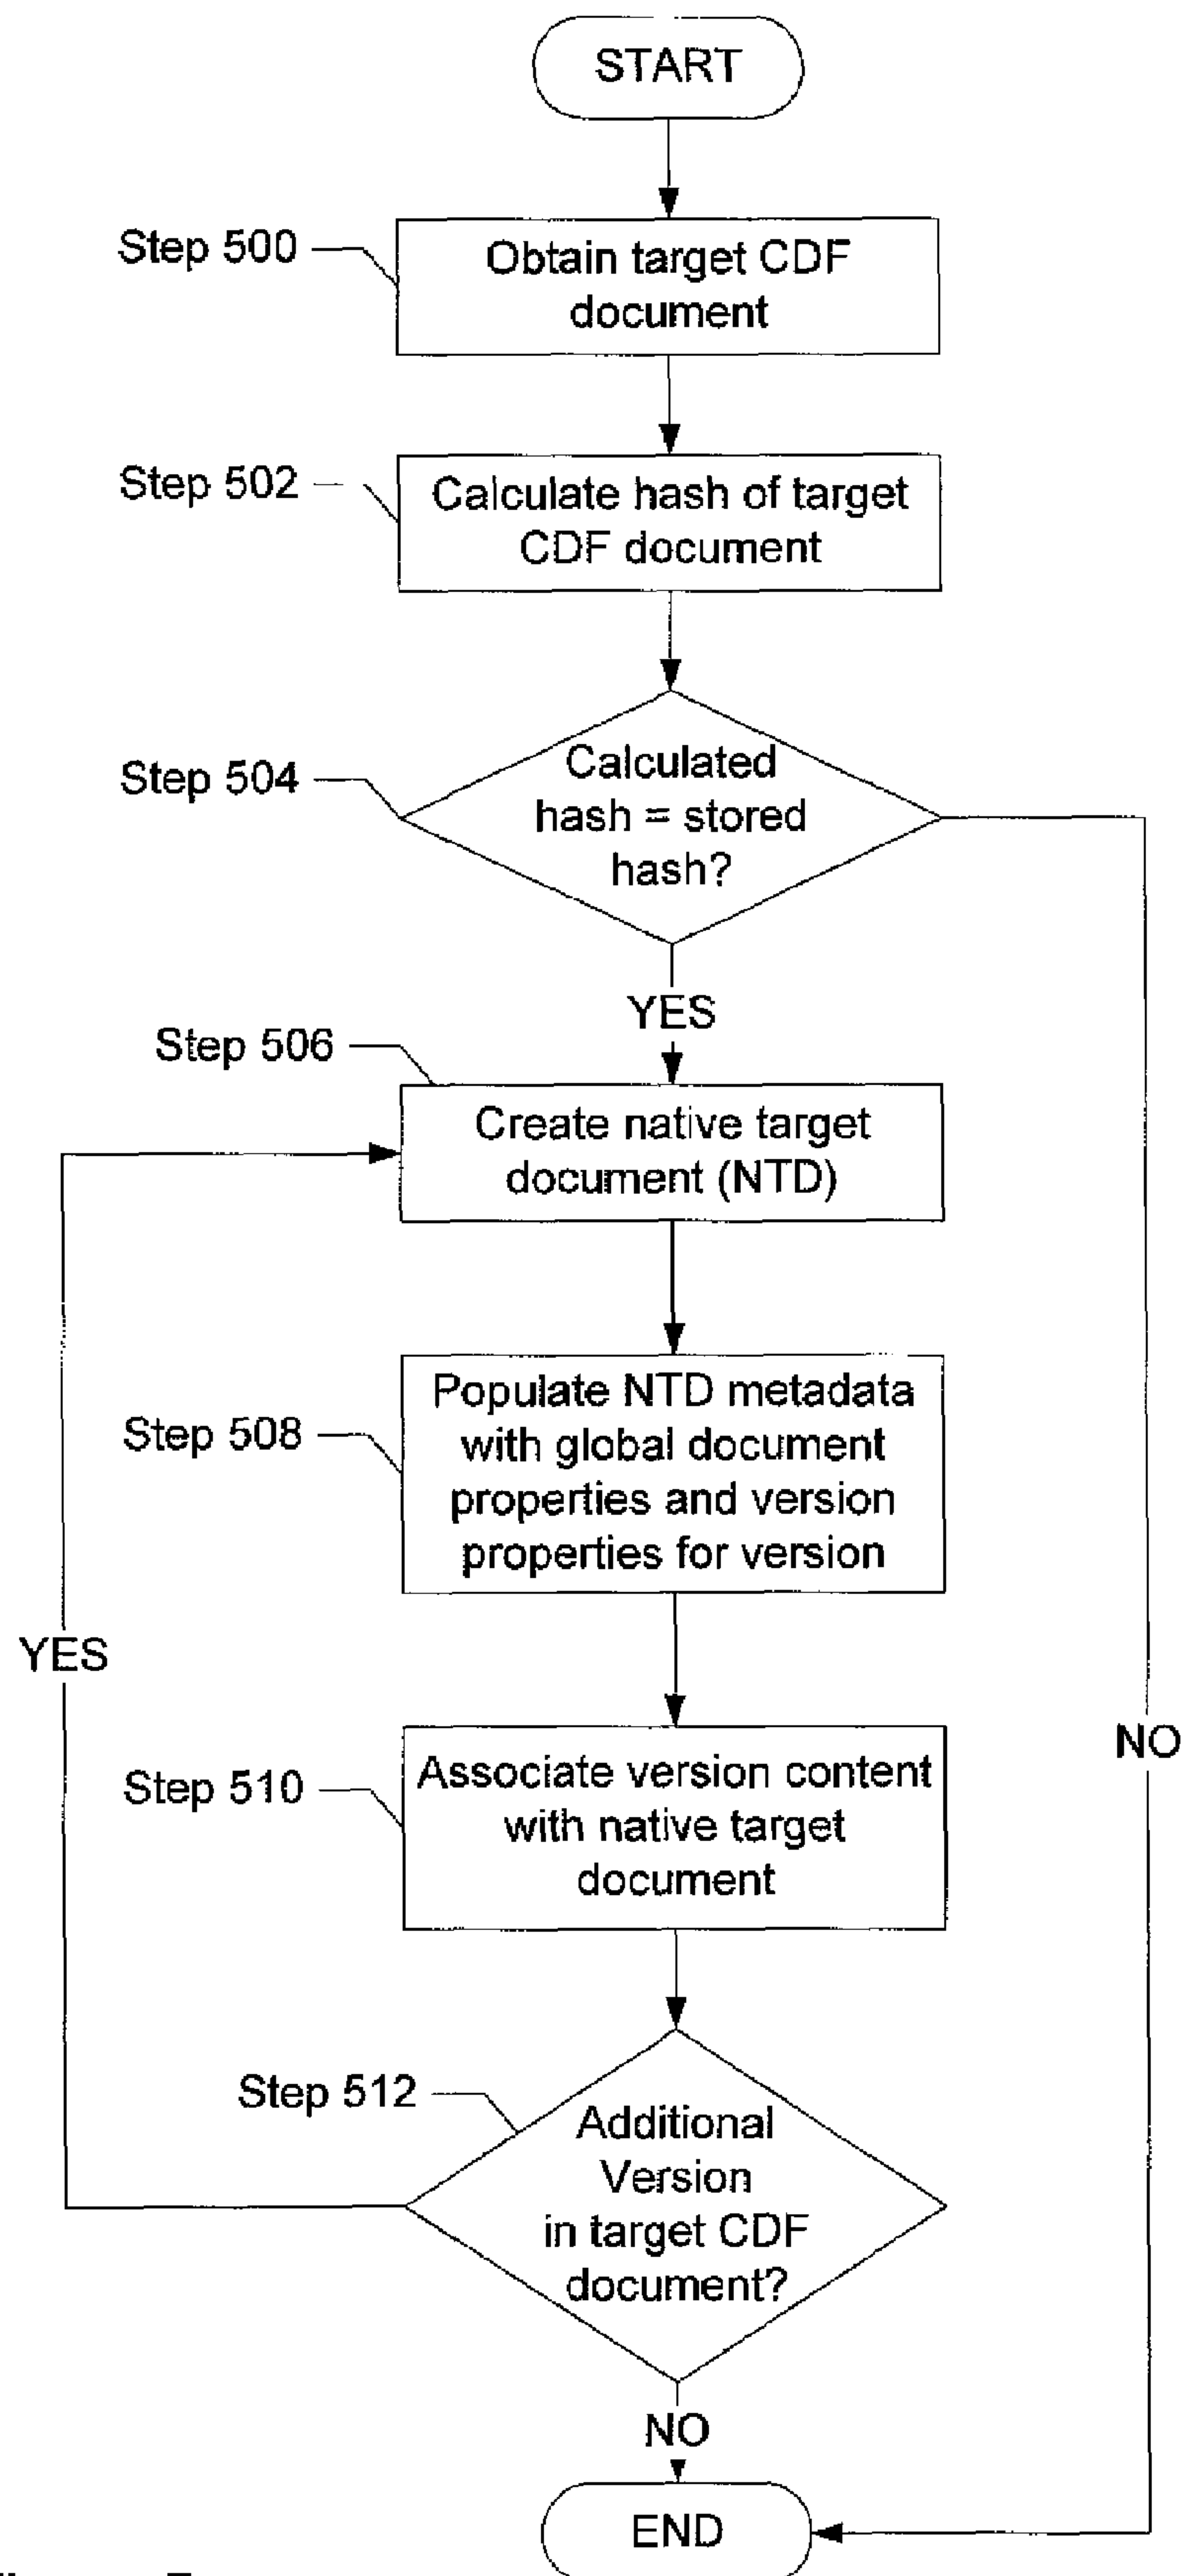 START
Step 500
Obtain target CDF
document
Step 502
Calculate hash of target
CDF document
Step 504
Calculated
hash = stored
hash?
YES
Step 506
Create native target
document (NTD)
Step 508
Populate NTD metadata
with global document
properties and version
properties for version
YES
NO
Step 510
Associate version content
with native target
document
Step 512
Additional
Version
in target CDF
document?
NO
END